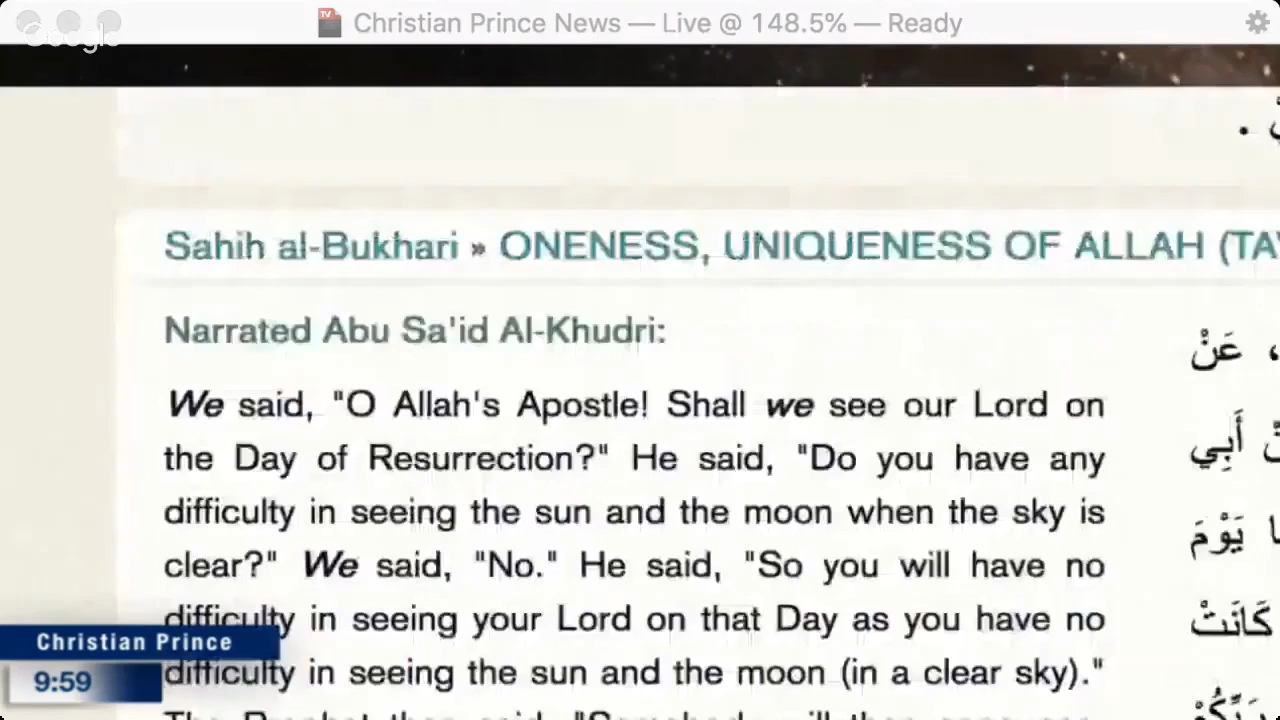 Christian Prince News — Live @ 148.5% — Ready
Google
Sahih al-Bukhari » ONENESS, UNIQUENESS OF ALLAH (TA
Narrated Abu Sa'id Al-Khudri:
، عَنْ
We said, "O Allah's Apostle! Shall we see our Lord on
the Day of Resurrection?" He said, "Do you have any
أَبِي
difficulty in seeing the sun and the moon when the sky is
يَوْمَ
clear?" We said, "No." He said, "So you will have no
difficulty in seeing your Lord on that Day as you have no
كَانَتْ
difficulty in seeing the sun and the moon (in a clear sky)."
Christian Prince
9:59